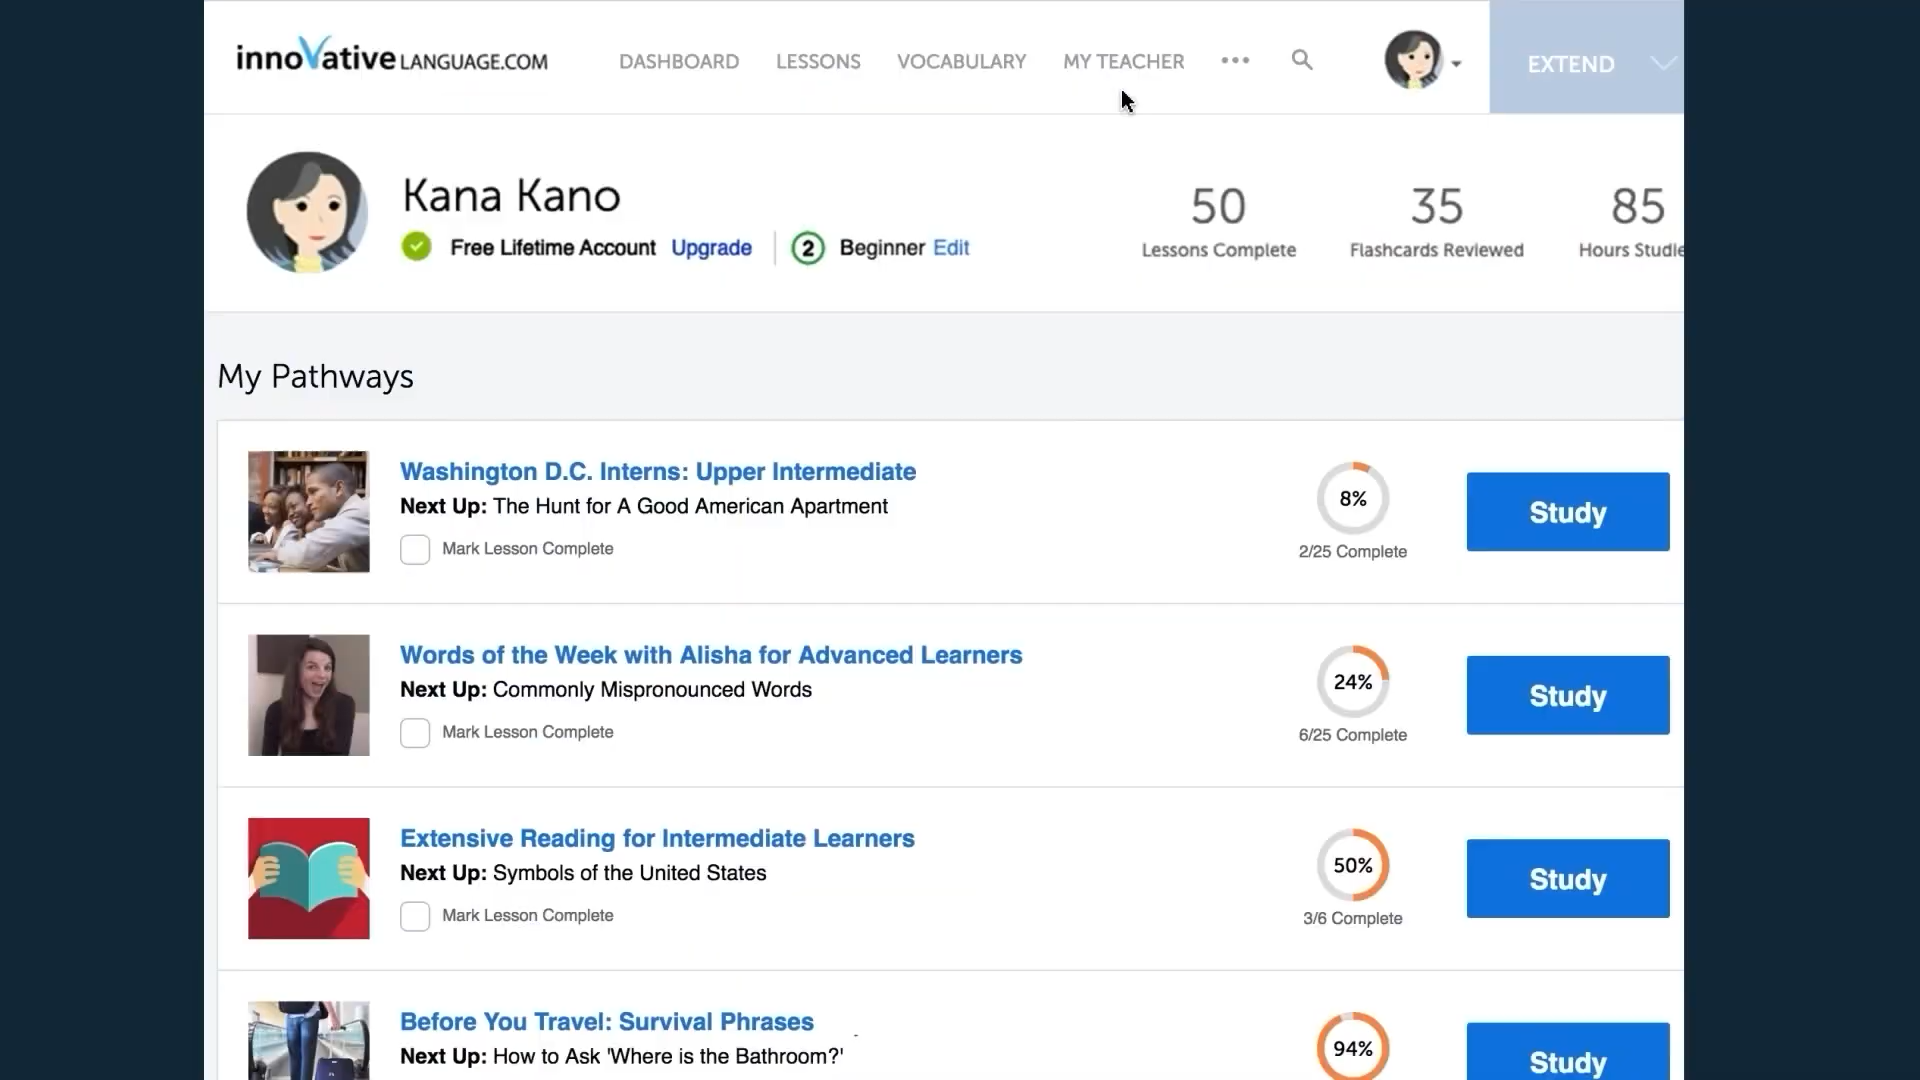 innoVative LANGUAGE.COM
DASHBOARD LESSONS VOCABULARY MY TEACHER
EXTEND
Kana Kano
Free Lifetime Account Upgrade
2 Beginner Edit
50
Lessons Complete
35
Flashcards Reviewed
85
Hours Studie
My Pathways
Washington D.C. Interns: Upper Intermediate
Next Up: The Hunt for A Good American Apartment
Mark Lesson Complete
8%
2/25 Complete
Study
Words of the Week with Alisha for Advanced Learners
Next Up: Commonly Mispronounced Words
Mark Lesson Complete
24%
6/25 Complete
Study
Extensive Reading for Intermediate Learners
Next Up: Symbols of the United States
Mark Lesson Complete
50%
3/6 Complete
Study
Before You Travel: Survival Phrases
Next Up: How to Ask 'Where is the Bathroom?'
94%
Study